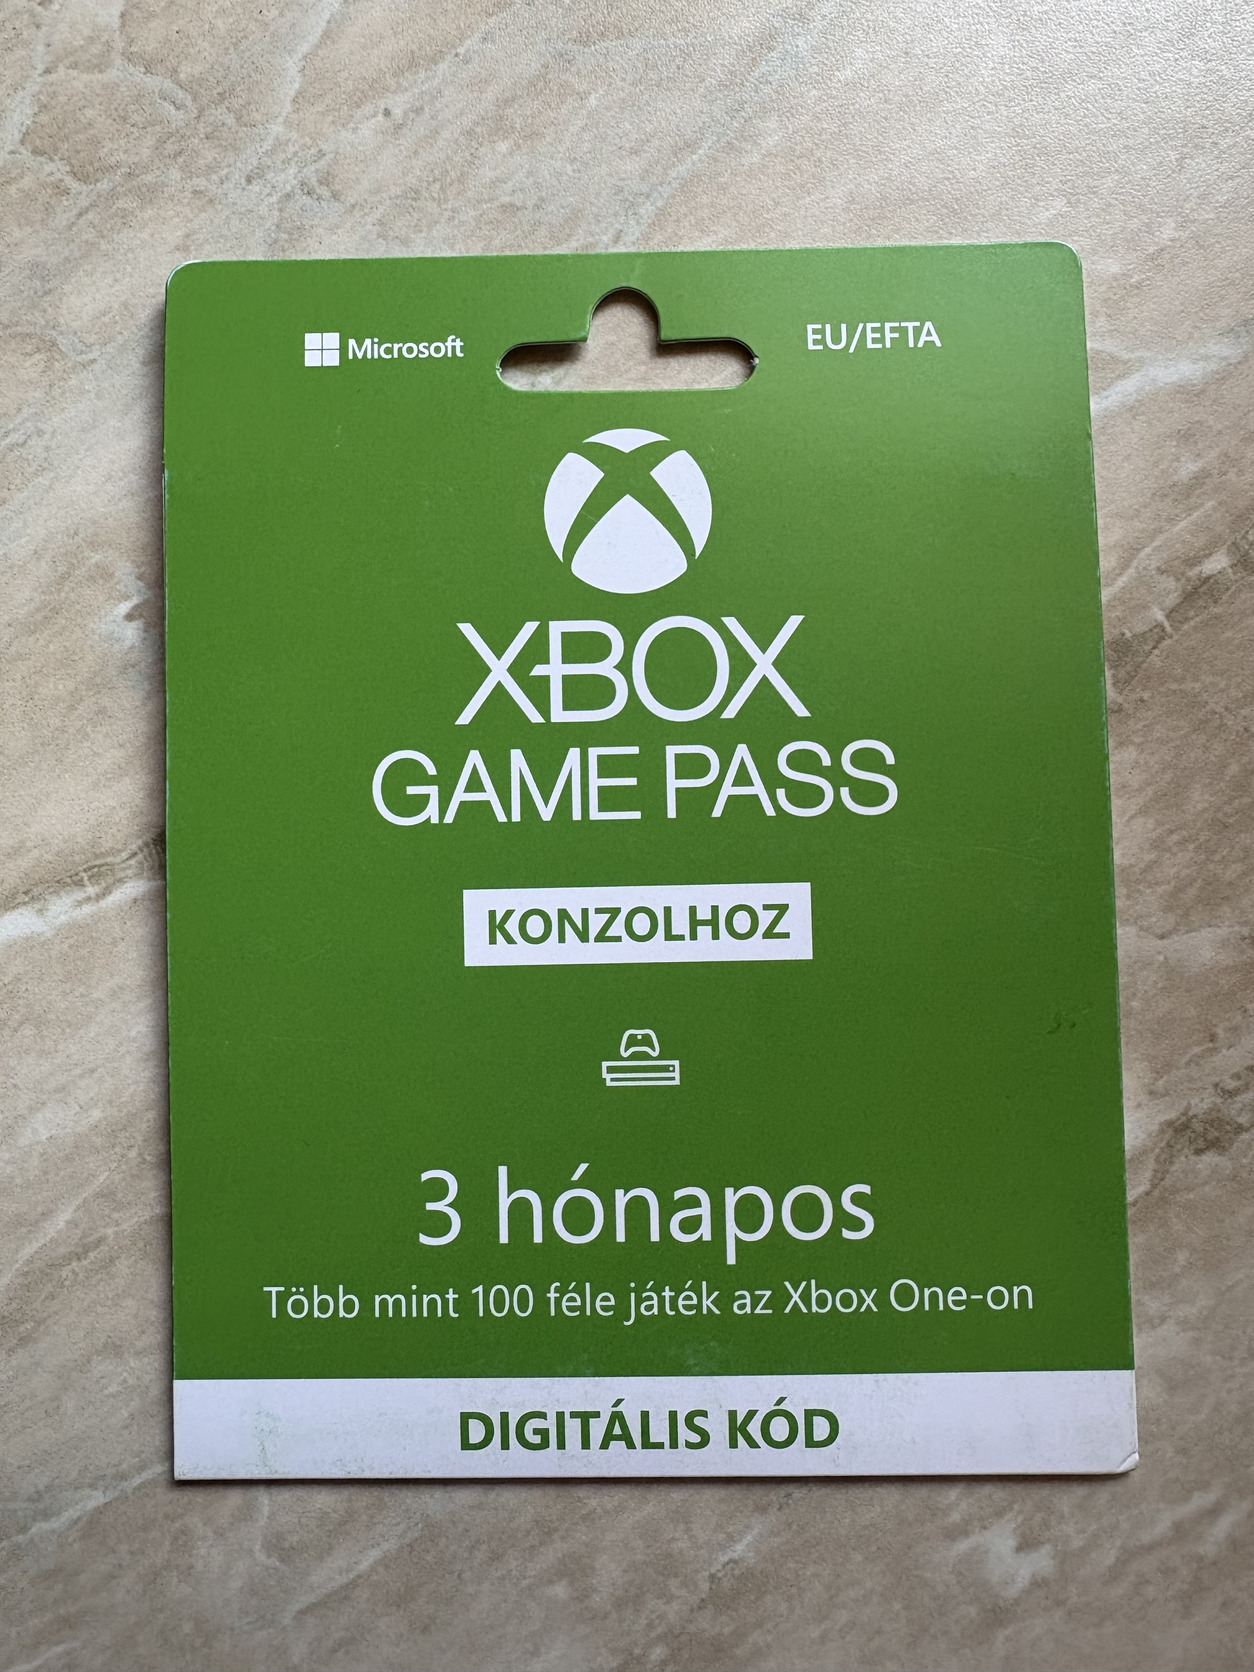 Microsoft
EU/EFTA
XBOX
GAME PASS
KONZOLHOZ
3 hónapos
Több mint 100 féle játék az Xbox One-on
DIGITÁLIS KÓD